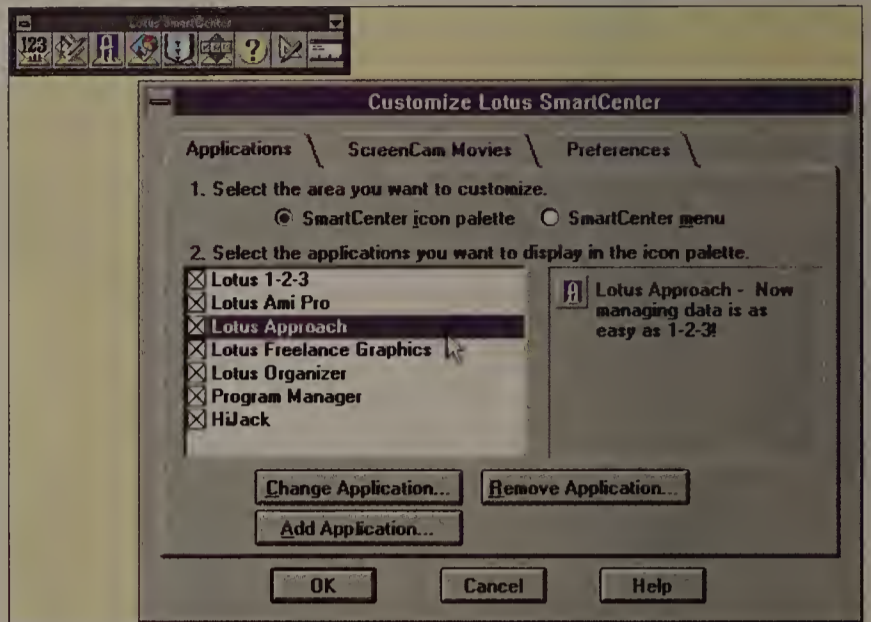 Lotus SmartCenter
123
?
Customize Lotus SmartCenter
Applications
ScreenCam Movies
Preferences
1. Select the area you want to customize.
SmartCenter icon palette
SmartCenter menu
2. Select the applications you want to display in the icon palette.
Lotus 1-2-3
Lotus Ami Pro
Lotus Approach
Lotus Freelance Graphics
Lotus Organizer
Program Manager
HiJack
Lotus Approach - Now
managing data is as
easy as 1-2-3!
Change Application...
Remove Application...
Add Application...
OK
Cancel
Help